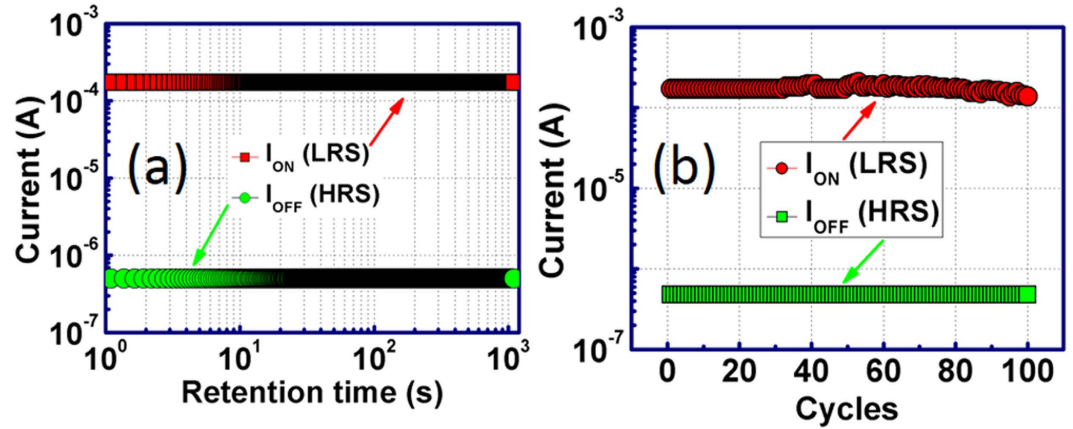 10⁻³
10⁻⁴
10⁻⁵
10⁻⁶
10⁻⁷
Current (A)
(a)
I_ON (LRS)
I_OFF (HRS)
10⁰ 10¹ 10² 10³
Retention time (s)
10⁻³
10⁻⁵
10⁻⁷
Current (A)
(b)
I_ON (LRS)
I_OFF (HRS)
0 20 40 60 80 100
Cycles